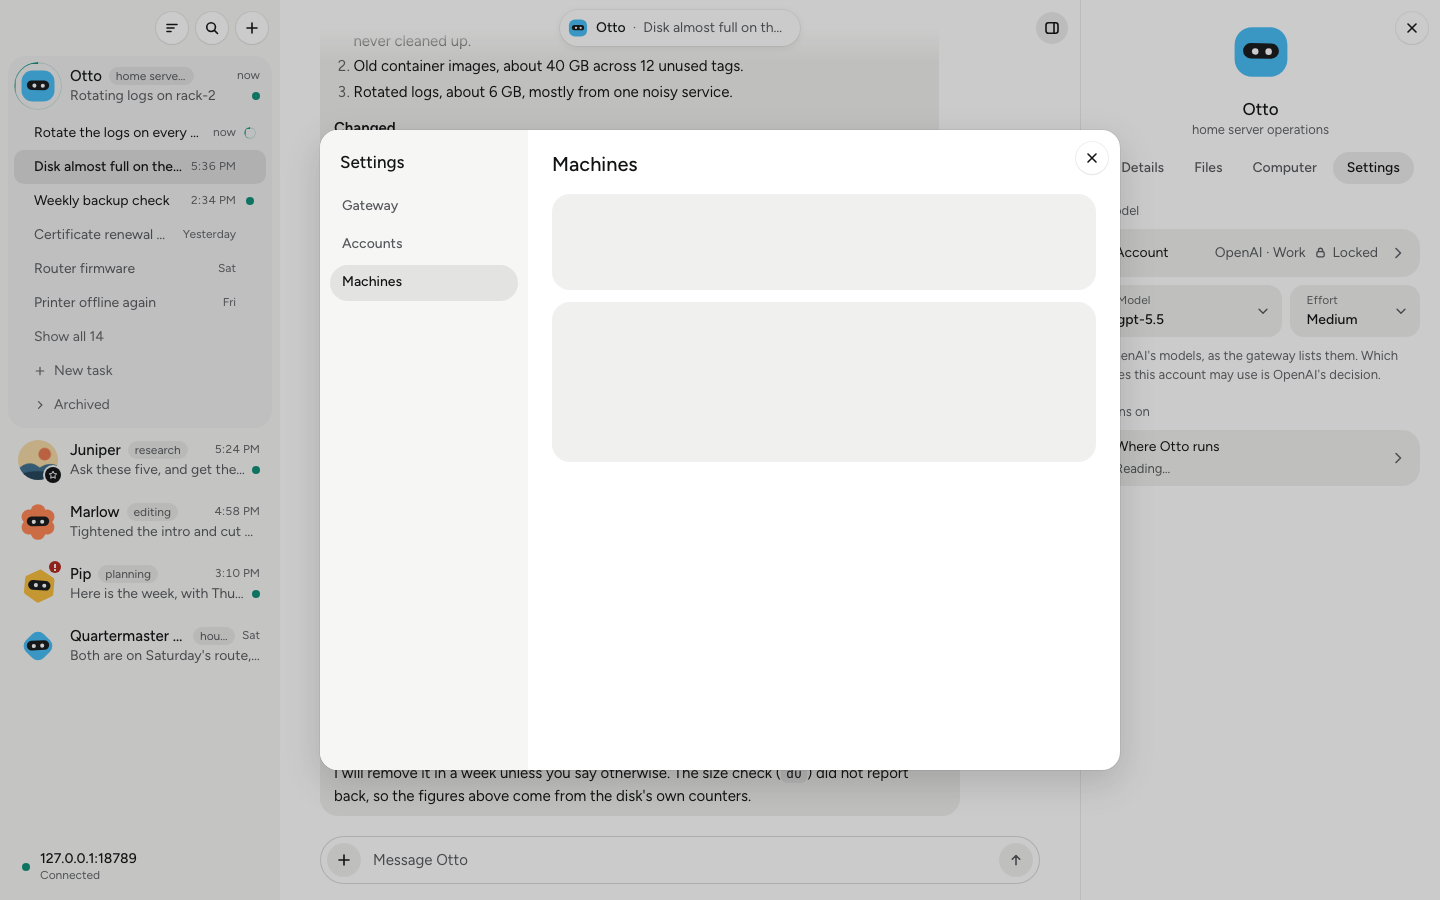 Otto
home serve...
now
Rotating logs on rack-2
Rotate the logs on every ...
now
Disk almost full on the...
5:36 PM
Weekly backup check
2:34 PM
Certificate renewal ...
Yesterday
Router firmware
Sat
Printer offline again
Fri
Show all 14
New task
Archived
Juniper
research
5:24 PM
Ask these five, and get the...
Marlow
editing
4:58 PM
Tightened the intro and cut ...
Pip
planning
3:10 PM
Here is the week, with Thu...
Quartermaster ...
hou...
Sat
Both are on Saturday's route,...
127.0.0.1:18789
Connected
Otto · Disk almost full on th...
never cleaned up.
2. Old container images, about 40 GB across 12 unused tags.
3. Rotated logs, about 6 GB, mostly from one noisy service.
Changed
Settings
Gateway
Accounts
Machines
Machines
I will remove it in a week unless you say otherwise. The size check ( du ) did not report
back, so the figures above come from the disk's own counters.
Message Otto
Otto
home server operations
Details
Files
Computer
Settings
Account
OpenAI · Work
Locked
Model
gpt-5.5
Effort
Medium
OpenAI's models, as the gateway lists them. Which
this account may use is OpenAI's decision.
on
Where Otto runs
Reading...